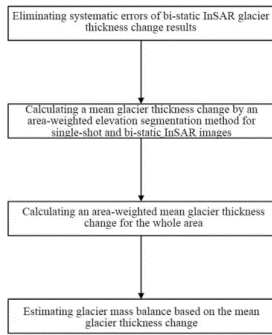 Eliminating systematic errors of bi-static InSAR glacier
thickness change results
Calculating a mean glacier thickness change by an
area-weighted elevation segmentation method for
single-shot and bi-static InSAR images
Calculating an area-weighted mean glacier thickness
change for the whole area
Estimating glacier mass balance based on the mean
glacier thickness change